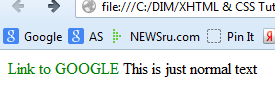 file:///C:/DIM/XHTML & CSS Tut
Google AS NEWSru.com Pin It Я
Link to GOOGLE This is just normal text